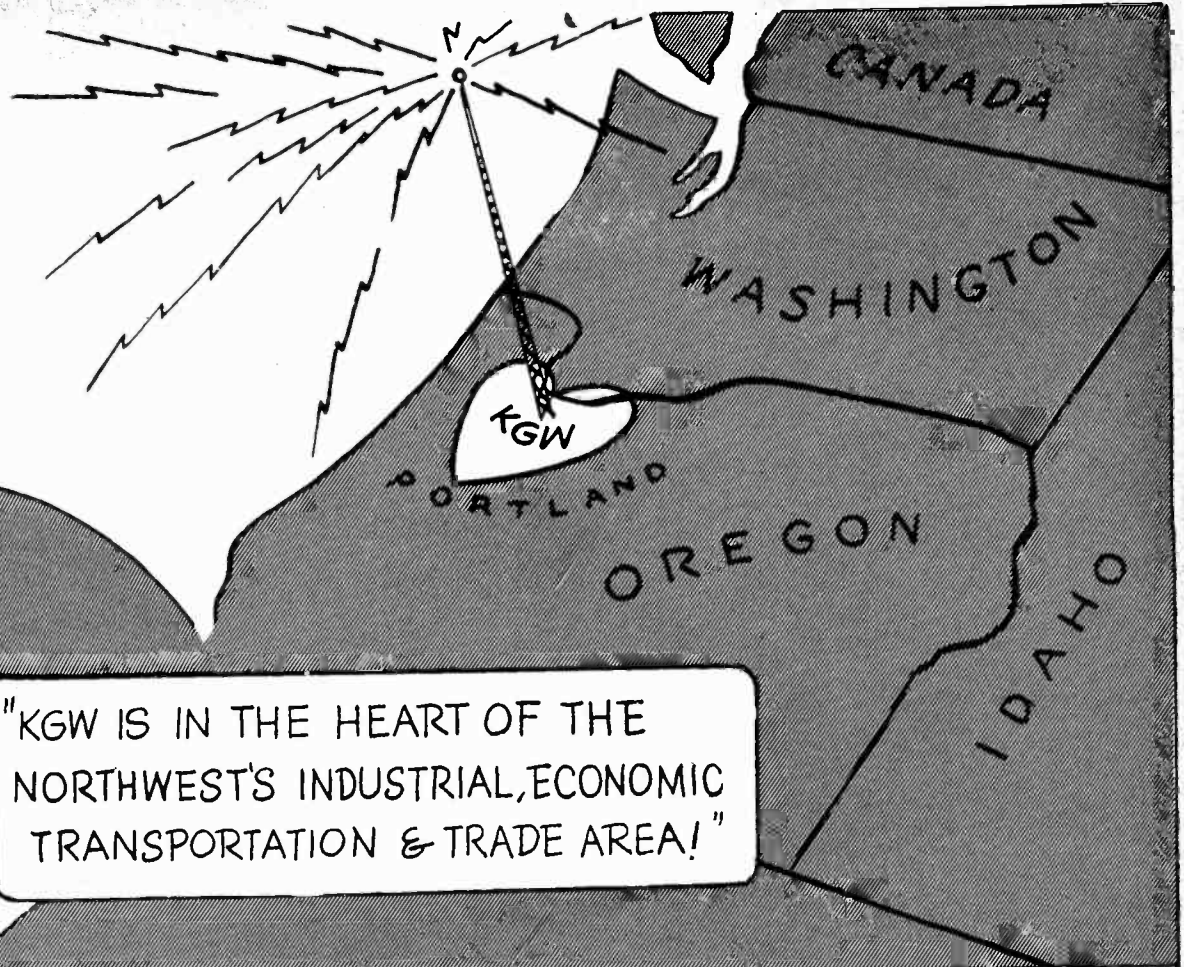 CANADA
WASHINGTON
KGW
PORTLAND
OREGON
IDAHO
"KGW IS IN THE HEART OF THE
NORTHWEST'S INDUSTRIAL, ECONOMIC
TRANSPORTATION & TRADE AREA!"